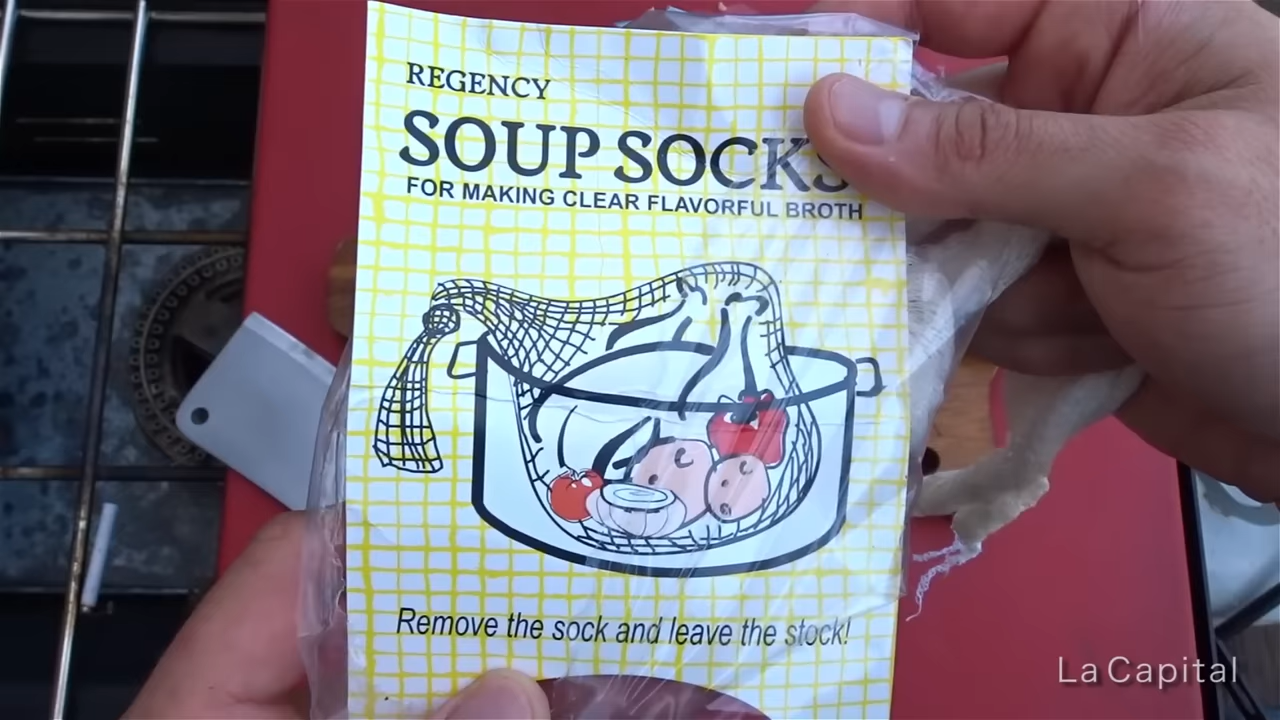 REGENCY
SOUP SOCKS
FOR MAKING CLEAR FLAVORFUL BROTH
Remove the sock and leave the stock!
La Capital